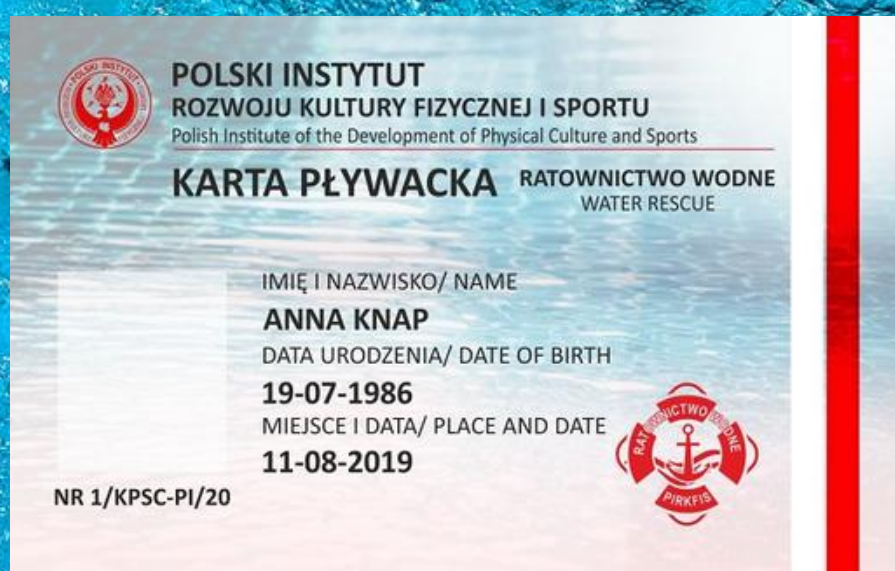 POLSKI INSTYTUT
ROZWOJU KULTURY FIZYCZNEJ I SPORTU
Polish Institute of the Development of Physical Culture and Sports
KARTA PŁYWACKA
RATOWNICTWO WODNE
WATER RESCUE
IMIĘ I NAZWISKO/ NAME
ANNA KNAP
DATA URODZENIA/ DATE OF BIRTH
19-07-1986
MIEJSCE I DATA/ PLACE AND DATE
11-08-2019
NR 1/KPSC-PI/20
RATOWNICTWO WODNE
PIRKFIS